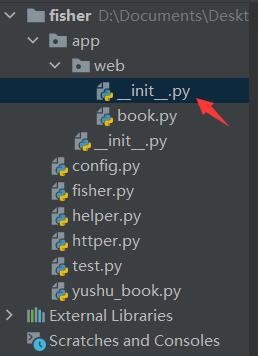 fisher D:\Documents\Deskt
app
web
__init__.py
book.py
__init__.py
config.py
fisher.py
helper.py
httper.py
test.py
yushu_book.py
External Libraries
Scratches and Consoles